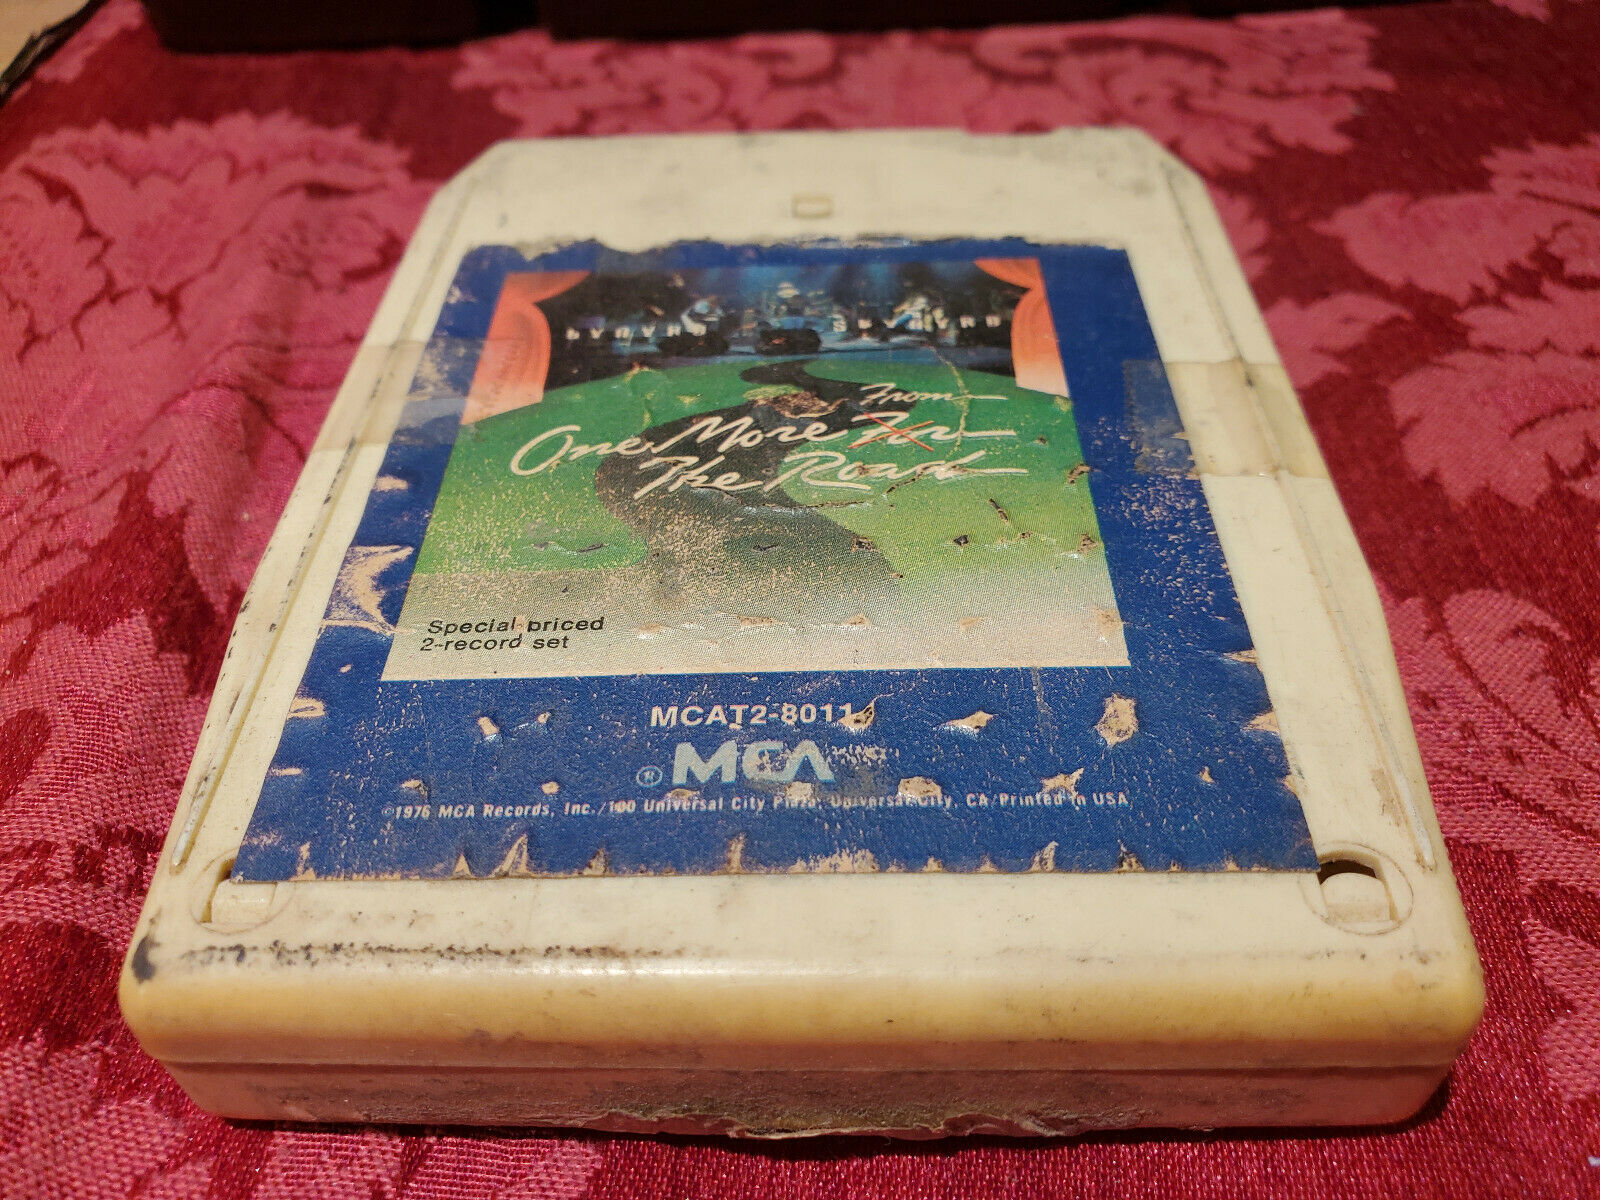 LYNYRD SKYNYRD
From
One More For
The Road
Special priced
2-record set
MCAT2-8011
® MCA
©1976 MCA Records, Inc./100 Universal City Plaza, Universal City, CA/Printed in USA